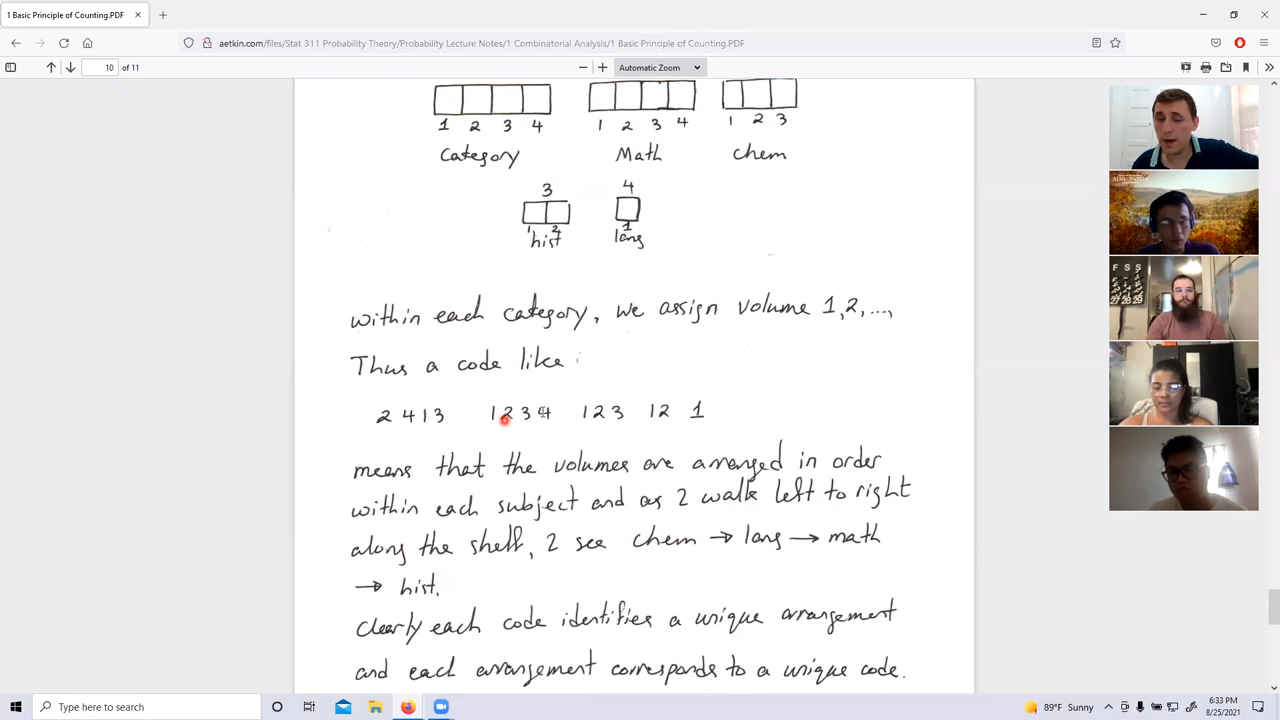 1 Basic Principle of Counting.PDF
aetkin.com/files/Stat 311 Probability Theory/Probability Lecture Notes/1 Combinatorial Analysis/1 Basic Principle of Counting.PDF
10 of 11
Automatic Zoom
1 2 3 4 1 2 3 4 1 2 3
Category Math Chem
3 4
1 2 1
hist lang
within each category, we assign volume 1,2,...,
Thus a code like
2 4 1 3 1 2 3 4 1 2 3 1 2 1
means that the volumes are arranged in order
within each subject and as I walk left to right
along the shelf, I see chem → lang → math
→ hist.
Clearly each code identifies a unique arrangement
and each arrangement corresponds to a unique code.
F S S
Type here to search
89°F Sunny
6:33 PM
8/25/2021